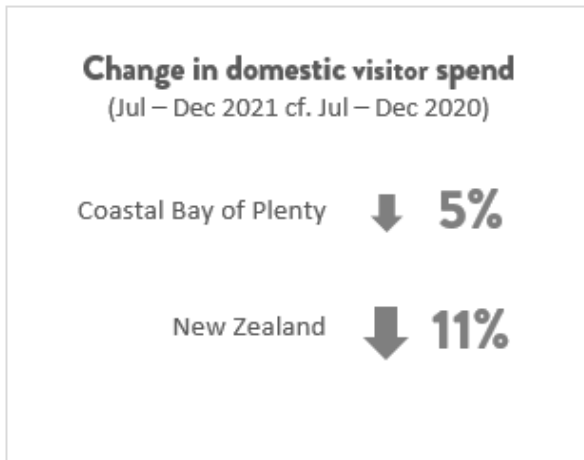 Change in domestic visitor spend
(Jul – Dec 2021 cf. Jul – Dec 2020)
Coastal Bay of Plenty 5%
New Zealand 11%